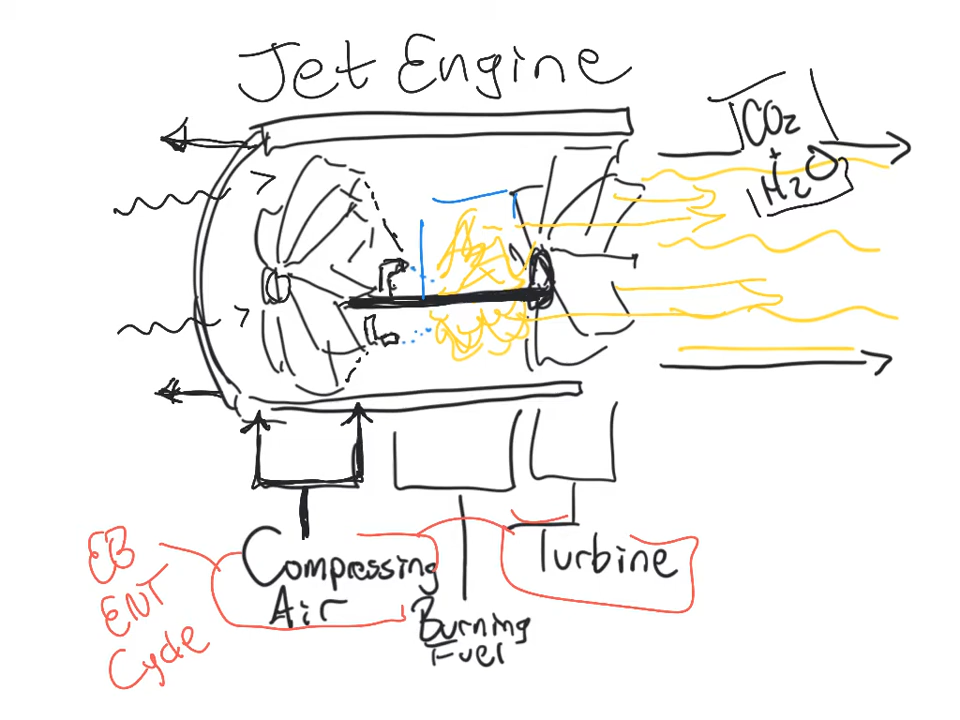 Jet Engine
CO2
+
H2O
EB
ENT
Cycle
Compressing
Air
Burning
Fuel
Turbine